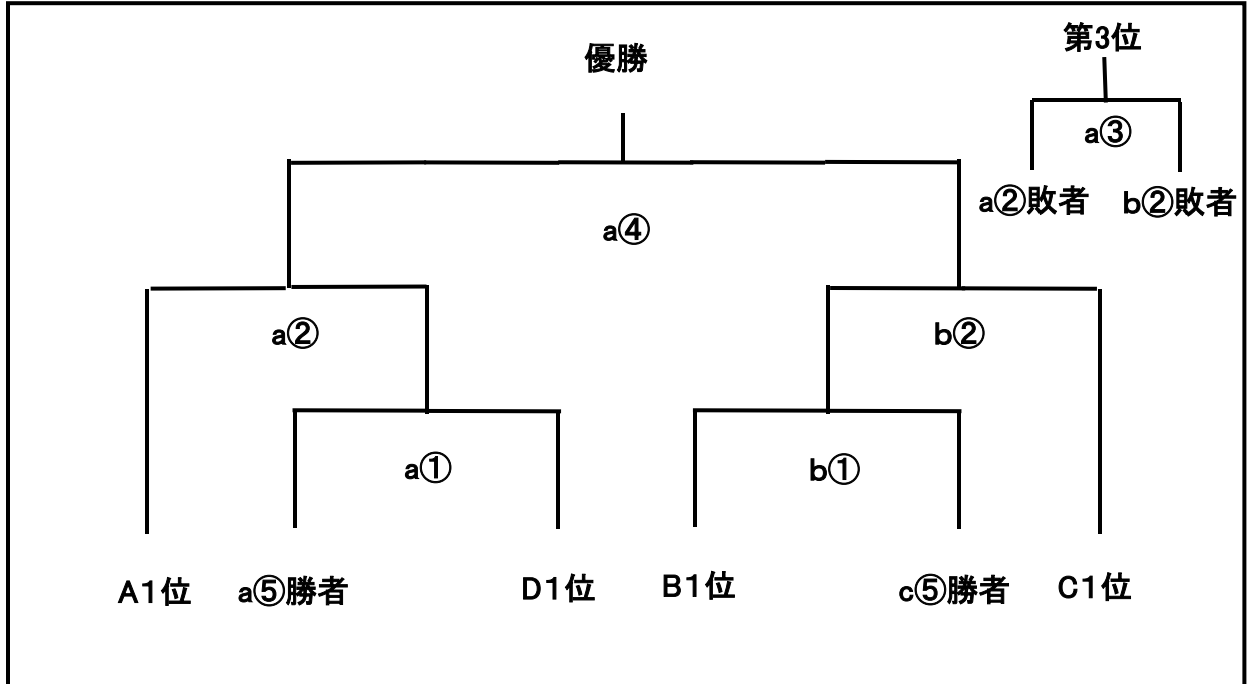 第3位
優勝
a③
a②敗者 b②敗者
a④
a② b②
a① b①
A1位 a⑤勝者 D1位 B1位 c⑤勝者 C1位